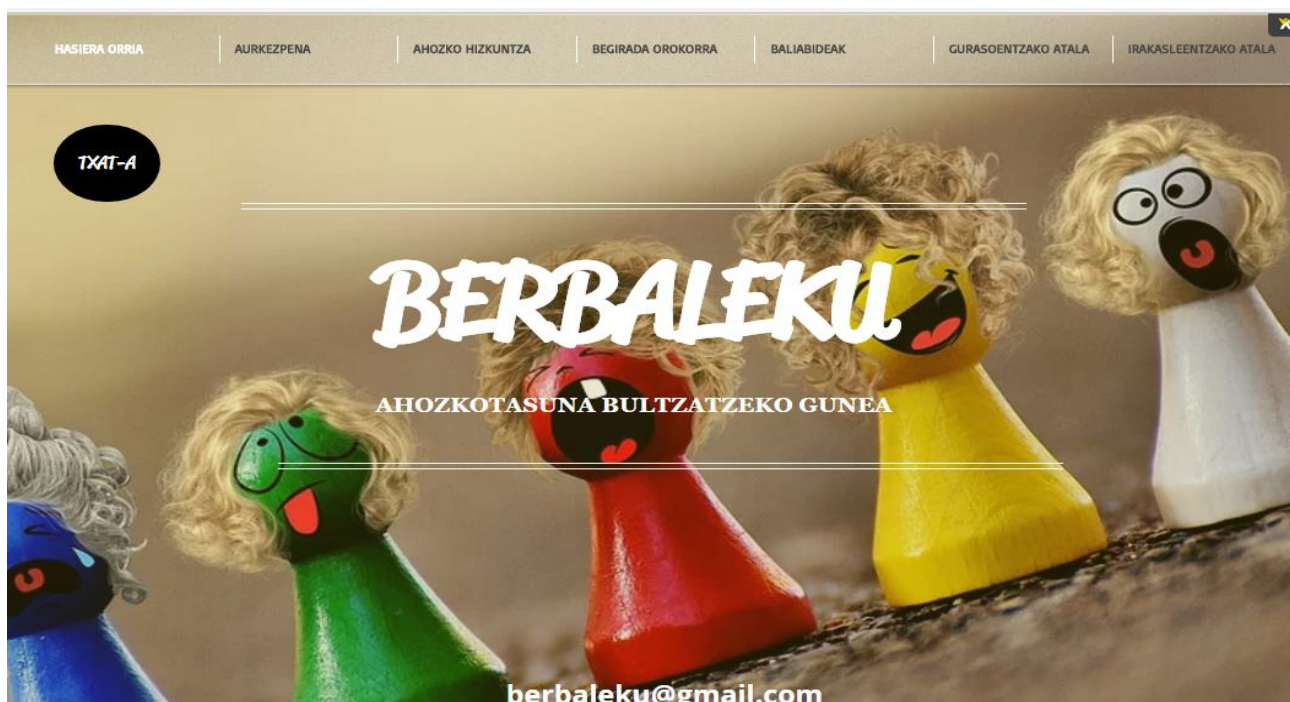 HASIERA ORRIA
AURKEZPENA
AHOZKO HIZKUNTZA
BEGIRADA OROKORRA
BALIABIDEAK
GURASOENTZAKO ATALA
IRAKASLEENTZAKO ATALA
TXAT-A
BERBALEKU
AHOZKOTASUNA BULTZATZEKO GUNEA
berbaleku@gmail.com